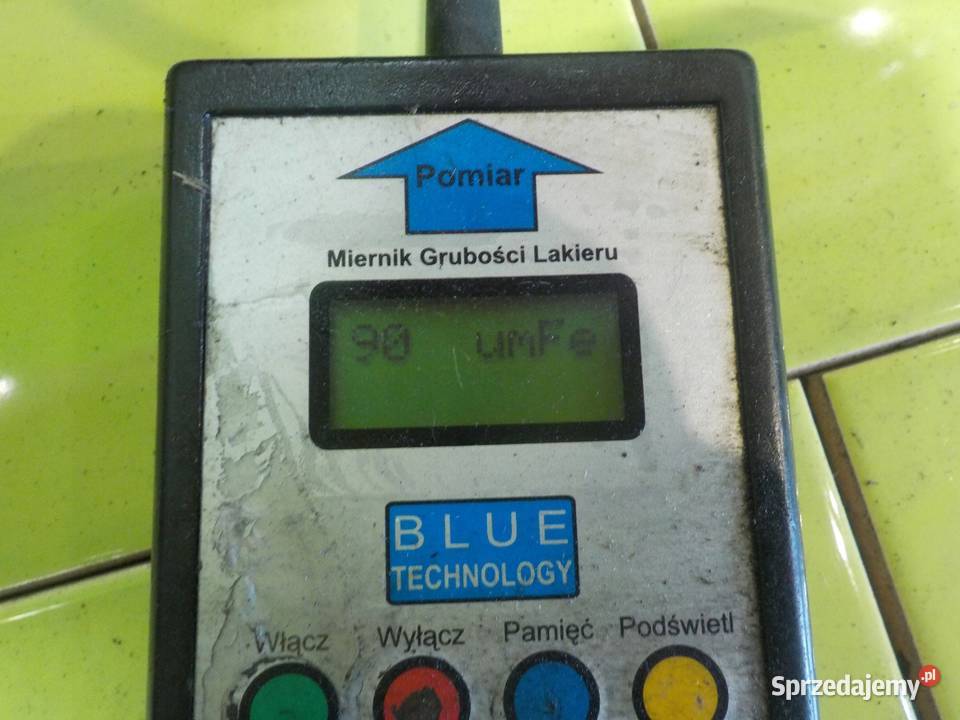 Pomiar
Miernik Grubości Lakieru
90 umFe
BLUE
TECHNOLOGY
Włącz Wyłącz Pamięć Podświetl
Sprzedajemy.pl